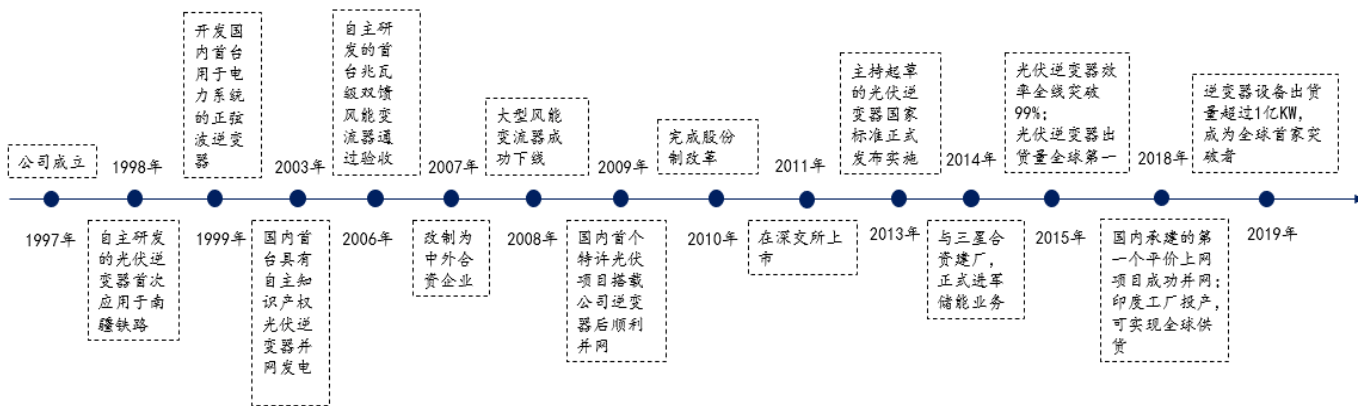 公司成立
1997年
1998年
自主研发
的光伏逆
变器首次
应用于南
疆铁路
开发国
内首台
用于电
力系统
的正弦
波逆变
器
1999年
2003年
国内首
台具有
自主知
识产权
光伏逆
变器并
网发电
自主研
发的首
台兆瓦
级双馈
风能变
流器通
过验收
2006年
2007年
改制为
中外合
资企业
大型风能
变流器成
功下线
2008年
2009年
国内首个
特许光伏
项目搭载
公司逆变
器后顺利
并网
完成股份
制改革
2010年
2011年
在深交所上
市
主持起草
的光伏逆
变器国家
标准正式
发布实施
2013年
2014年
与三星合
资建厂，
正式进军
储能业务
光伏逆变器效
率全线突破
99%；
光伏逆变器出
货量全球第一
2015年
2018年
国内承建的第
一个平价上网
项目成功并网；
印度工厂投产，
可实现全球供
货
逆变器设备出货
量超过1亿KW，
成为全球首家突
破者
2019年